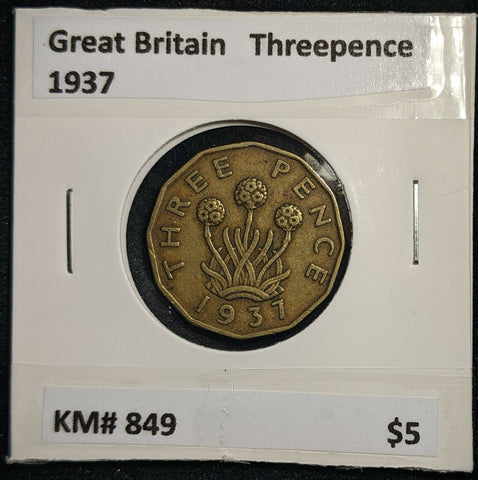 Great Britain Threepence
1937
THREE PENCE
1937
KM# 849 $5